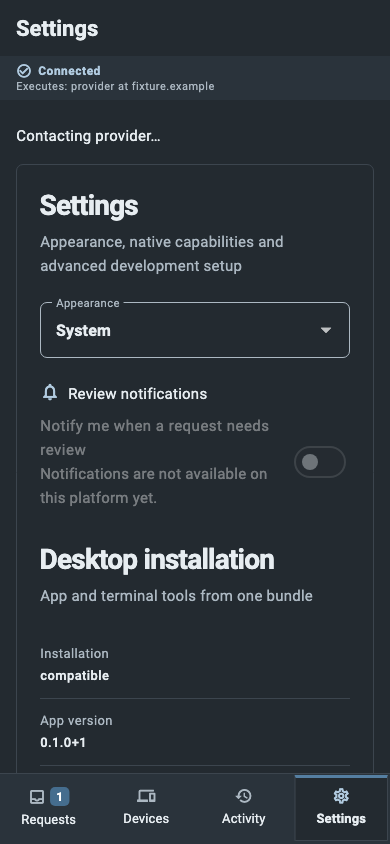 Settings
Connected
Executes: provider at fixture.example
Contacting provider…
Settings
Appearance, native capabilities and
advanced development setup
Appearance
System
Review notifications
Notify me when a request needs
review
Notifications are not available on
this platform yet.
Desktop installation
App and terminal tools from one bundle
Installation
compatible
App version
0.1.0+1
1
Requests
Devices
Activity
Settings